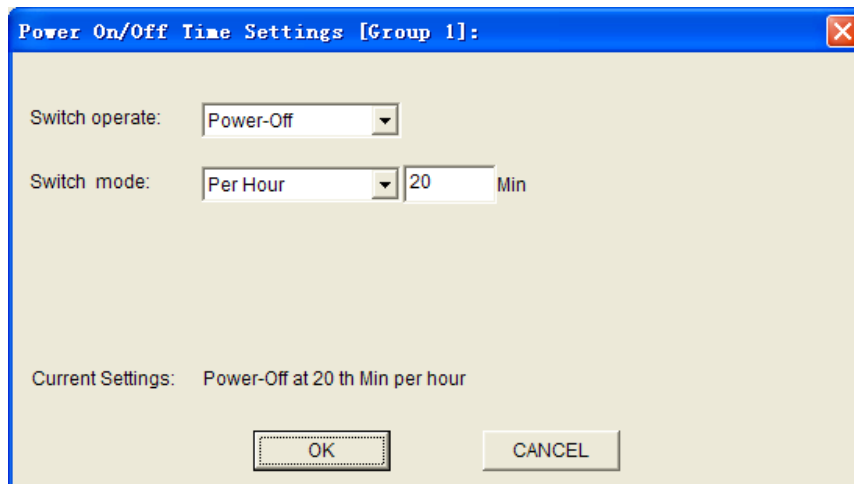 Power On/Off Time Settings [Group 1]:
Switch operate: Power-Off
Switch mode: Per Hour 20 Min
Current Settings: Power-Off at 20 th Min per hour
OK CANCEL